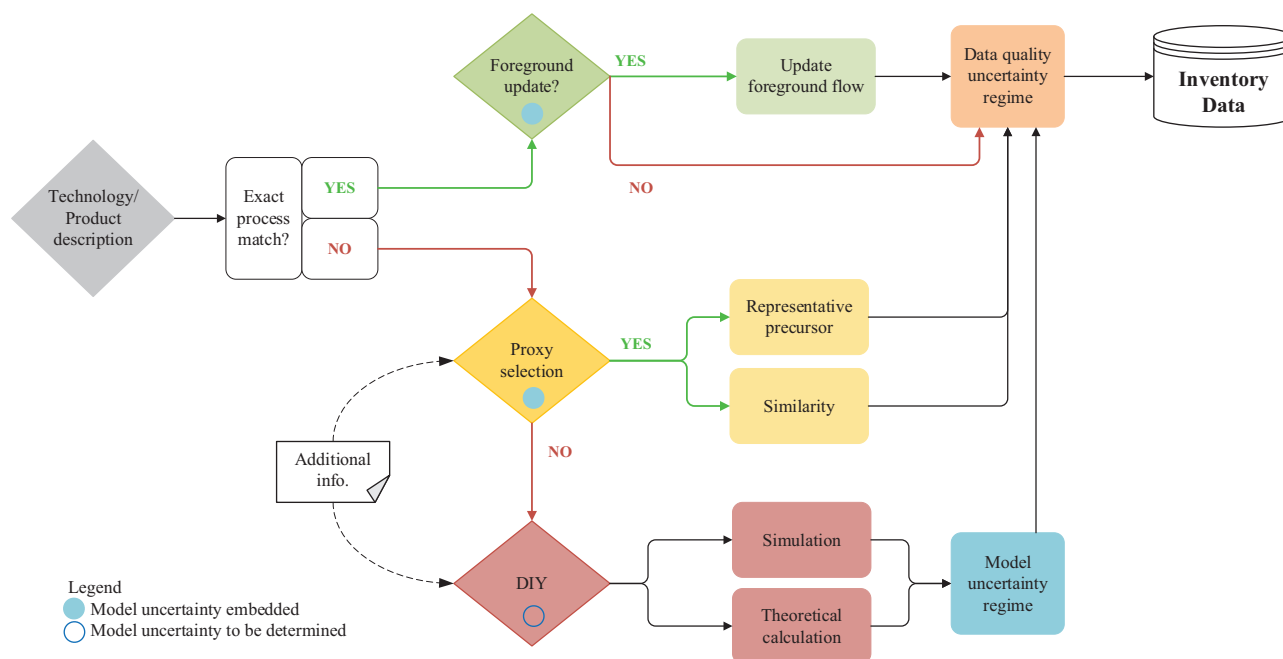 Foreground
update?
YES
Update
foreground flow
Data quality
uncertainty
regime
Inventory
Data
NO
Technology/
Product
description
Exact
process
match?
YES
NO
Proxy
selection
YES
Representative
precursor
Similarity
NO
Additional
info.
DIY
Simulation
Theoretical
calculation
Model
uncertainty
regime
Legend
Model uncertainty embedded
Model uncertainty to be determined